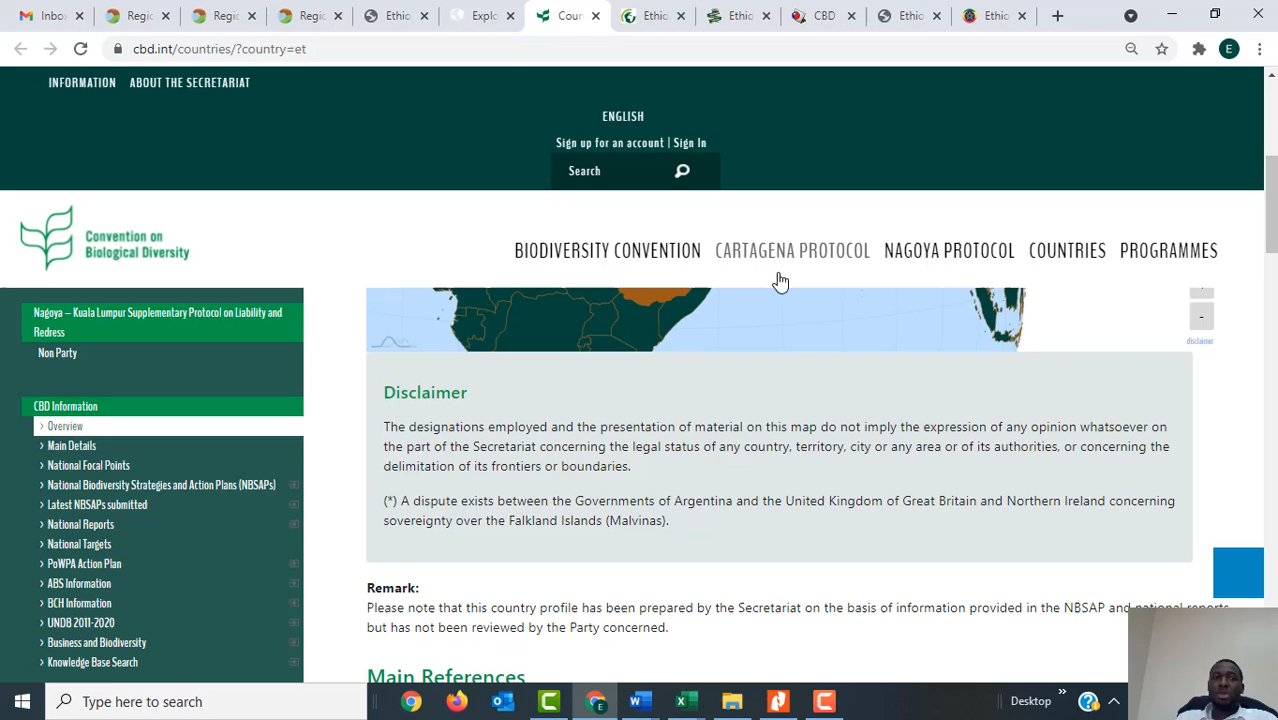 Inbox
Regio
Regio
Regio
Ethio
Explo
Coun
Ethio
Ethio
CBD
Ethio
Ethio
cbd.int/countries/?country=et
E
INFORMATION ABOUT THE SECRETARIAT
ENGLISH
Sign up for an account | Sign In
Search
Convention on
Biological Diversity
BIODIVERSITY CONVENTION CARTAGENA PROTOCOL NAGOYA PROTOCOL COUNTRIES PROGRAMMES
Nagoya – Kuala Lumpur Supplementary Protocol on Liability and
Redress
Non Party
CBD Information
> Overview
> Main Details
> National Focal Points
> National Biodiversity Strategies and Action Plans (NBSAPs)
> Latest NBSAPs submitted
> National Reports
> National Targets
> PoWPA Action Plan
> ABS Information
> BCH Information
> UNDB 2011-2020
> Business and Biodiversity
> Knowledge Base Search
-
disclaimer
Disclaimer
The designations employed and the presentation of material on this map do not imply the expression of any opinion whatsoever on
the part of the Secretariat concerning the legal status of any country, territory, city or any area or of its authorities, or concerning the
delimitation of its frontiers or boundaries.
(*) A dispute exists between the Governments of Argentina and the United Kingdom of Great Britain and Northern Ireland concerning
sovereignty over the Falkland Islands (Malvinas).
Remark:
Please note that this country profile has been prepared by the Secretariat on the basis of information provided in the NBSAP and national reports
but has not been reviewed by the Party concerned.
Main References
Type here to search
Desktop